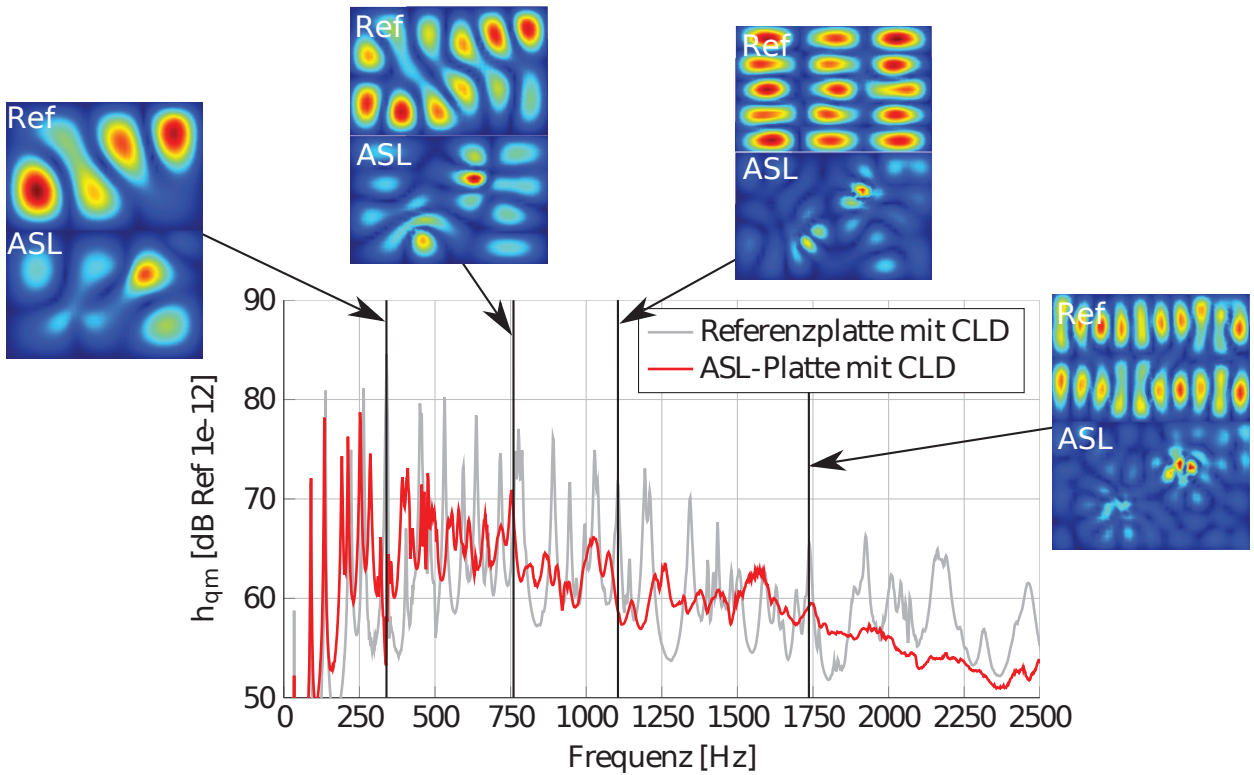 Ref
ASL
Ref
ASL
Ref
ASL
Ref
ASL
Referenzplatte mit CLD
ASL-Platte mit CLD
90
80
70
60
50
h_qm [dB Ref 1e-12]
0 250 500 750 1000 1250 1500 1750 2000 2250 2500
Frequenz [Hz]